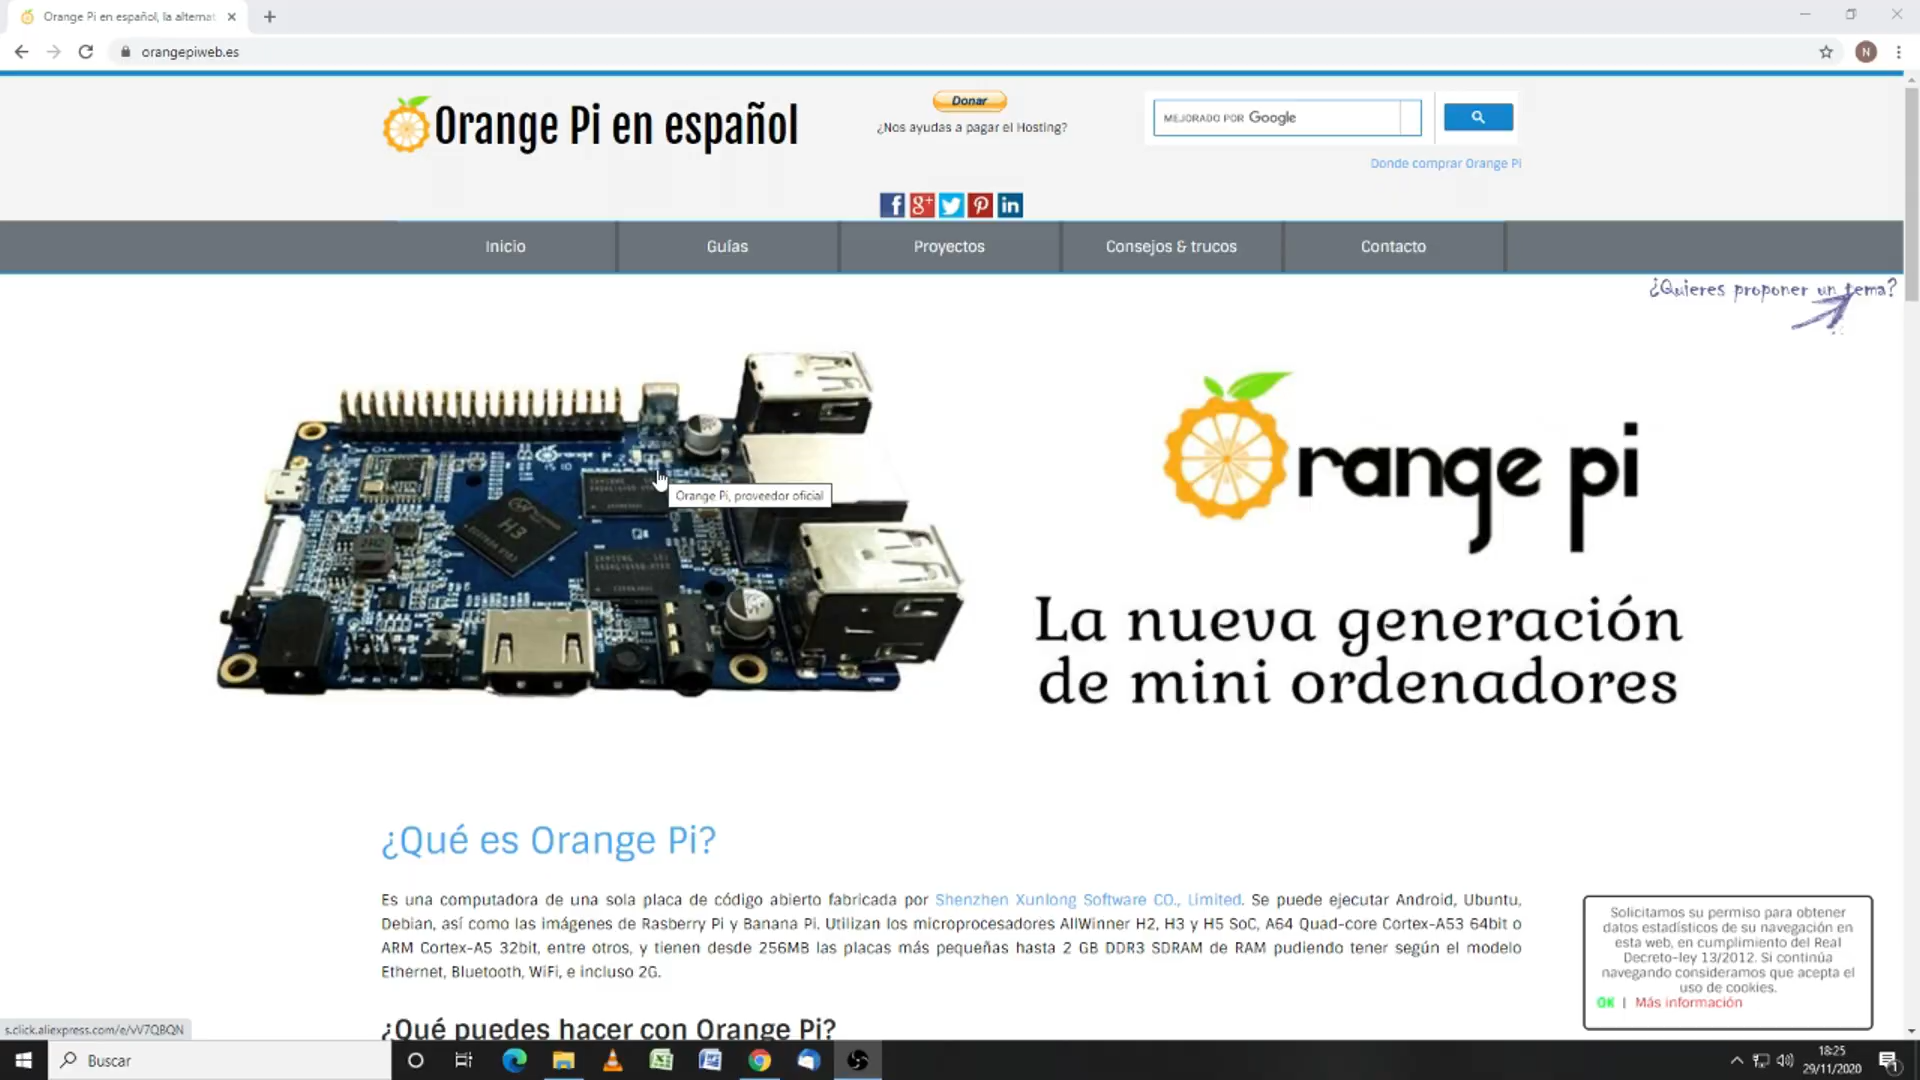 Orange Pi en español, la alternat
orangepiweb.es
N
Orange Pi en español
Donar
¿Nos ayudas a pagar el Hosting?
MEJORADO POR Google
Donde comprar Orange Pi
Inicio
Guías
Proyectos
Consejos & trucos
Contacto
¿Quieres proponer un tema?
H3
Orange Pi, proveedor oficial
Orange pi
La nueva generación
de mini ordenadores
¿Qué es Orange Pi?
Es una computadora de una sola placa de código abierto fabricada por Shenzhen Xunlong Software CO., Limited. Se puede ejecutar Android, Ubuntu,
Debian, así como las imágenes de Rasberry Pi y Banana Pi. Utilizan los microprocesadores AllWinner H2, H3 y H5 SoC, A64 Quad-core Cortex-A53 64bit o
ARM Cortex-A5 32bit, entre otros, y tienen desde 256MB las placas más pequeñas hasta 2 GB DDR3 SDRAM de RAM pudiendo tener según el modelo
Ethernet, Bluetooth, WiFi, e incluso 2G.
¿Qué puedes hacer con Orange Pi?
Solicitamos su permiso para obtener
datos estadísticos de su navegación en
esta web, en cumplimiento del Real
Decreto-ley 13/2012. Si continúa
navegando consideramos que acepta el
uso de cookies.
OK | Más información
s.click.aliexpress.com/e/vV7QBQN
Buscar
18:25
29/11/2020
1